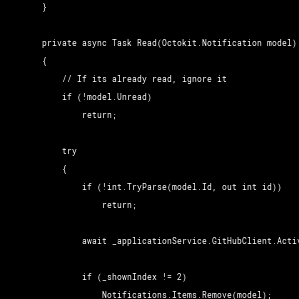 }
private async Task Read(Octokit.Notification model)
{
// If its already read, ignore it
if (!model.Unread)
return;
try
{
if (!int.TryParse(model.Id, out int id))
return;
await _applicationService.GitHubClient.Activ
if (_shownIndex != 2)
Notifications.Items.Remove(model);